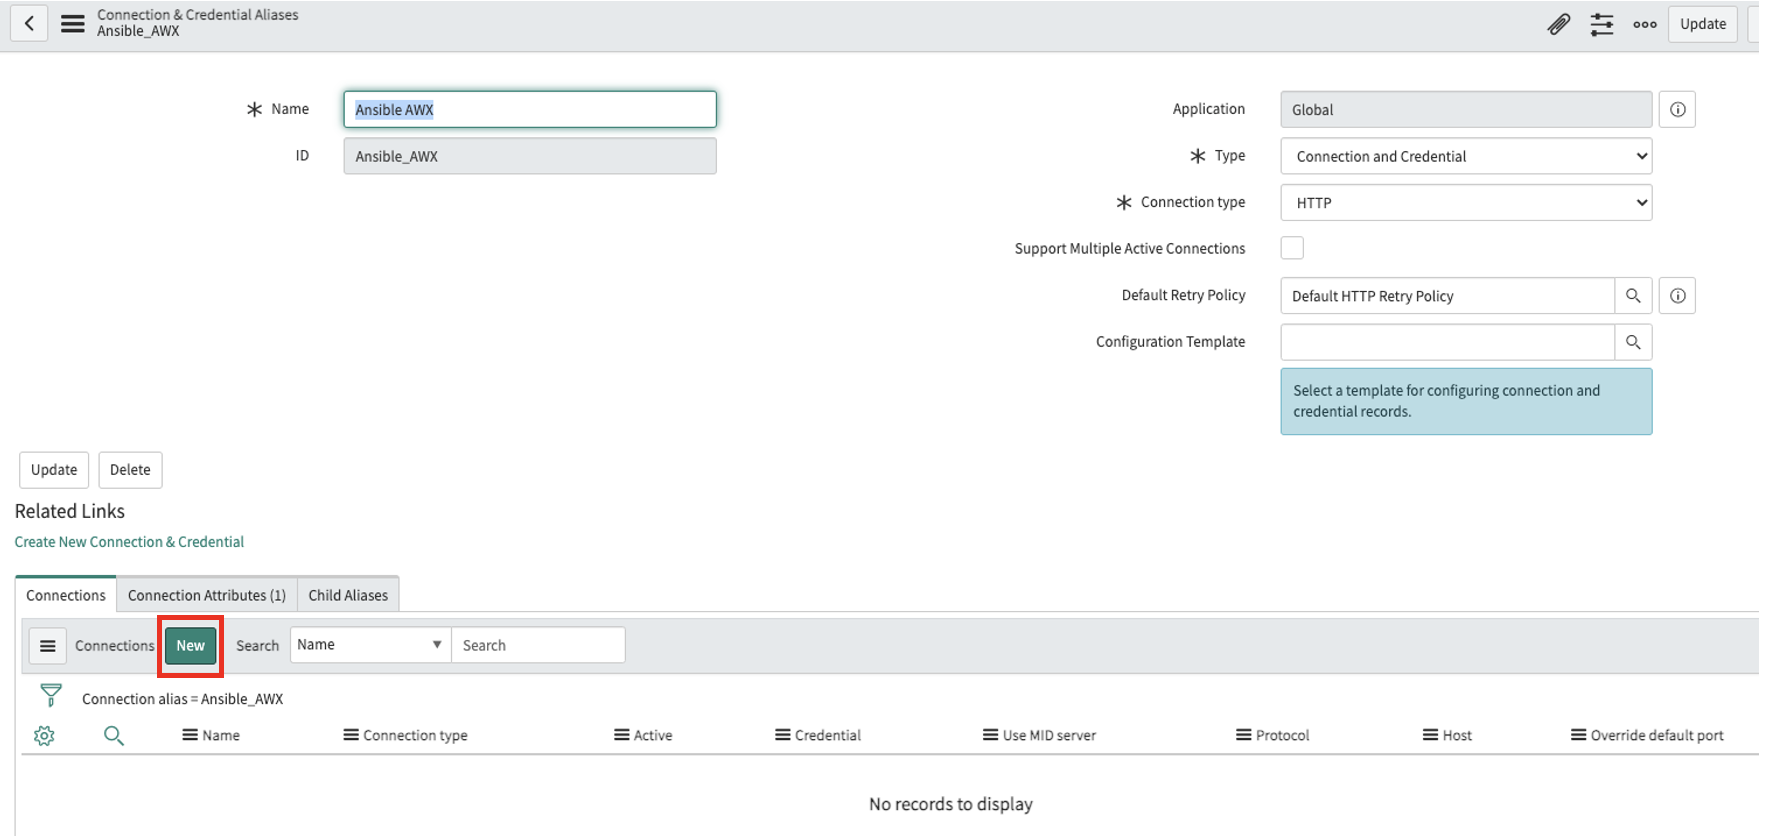 Connection & Credential Aliases
Ansible_AWX
Update
Name
Ansible AWX
ID
Ansible_AWX
Application
Global
Type
Connection and Credential
Connection type
HTTP
Support Multiple Active Connections
Default Retry Policy
Default HTTP Retry Policy
Configuration Template
Select a template for configuring connection and
credential records.
Update Delete
Related Links
Create New Connection & Credential
Connections Connection Attributes (1) Child Aliases
Connections New Search Name Search
Connection alias = Ansible_AWX
Name Connection type Active Credential Use MID server Protocol Host Override default port
No records to display